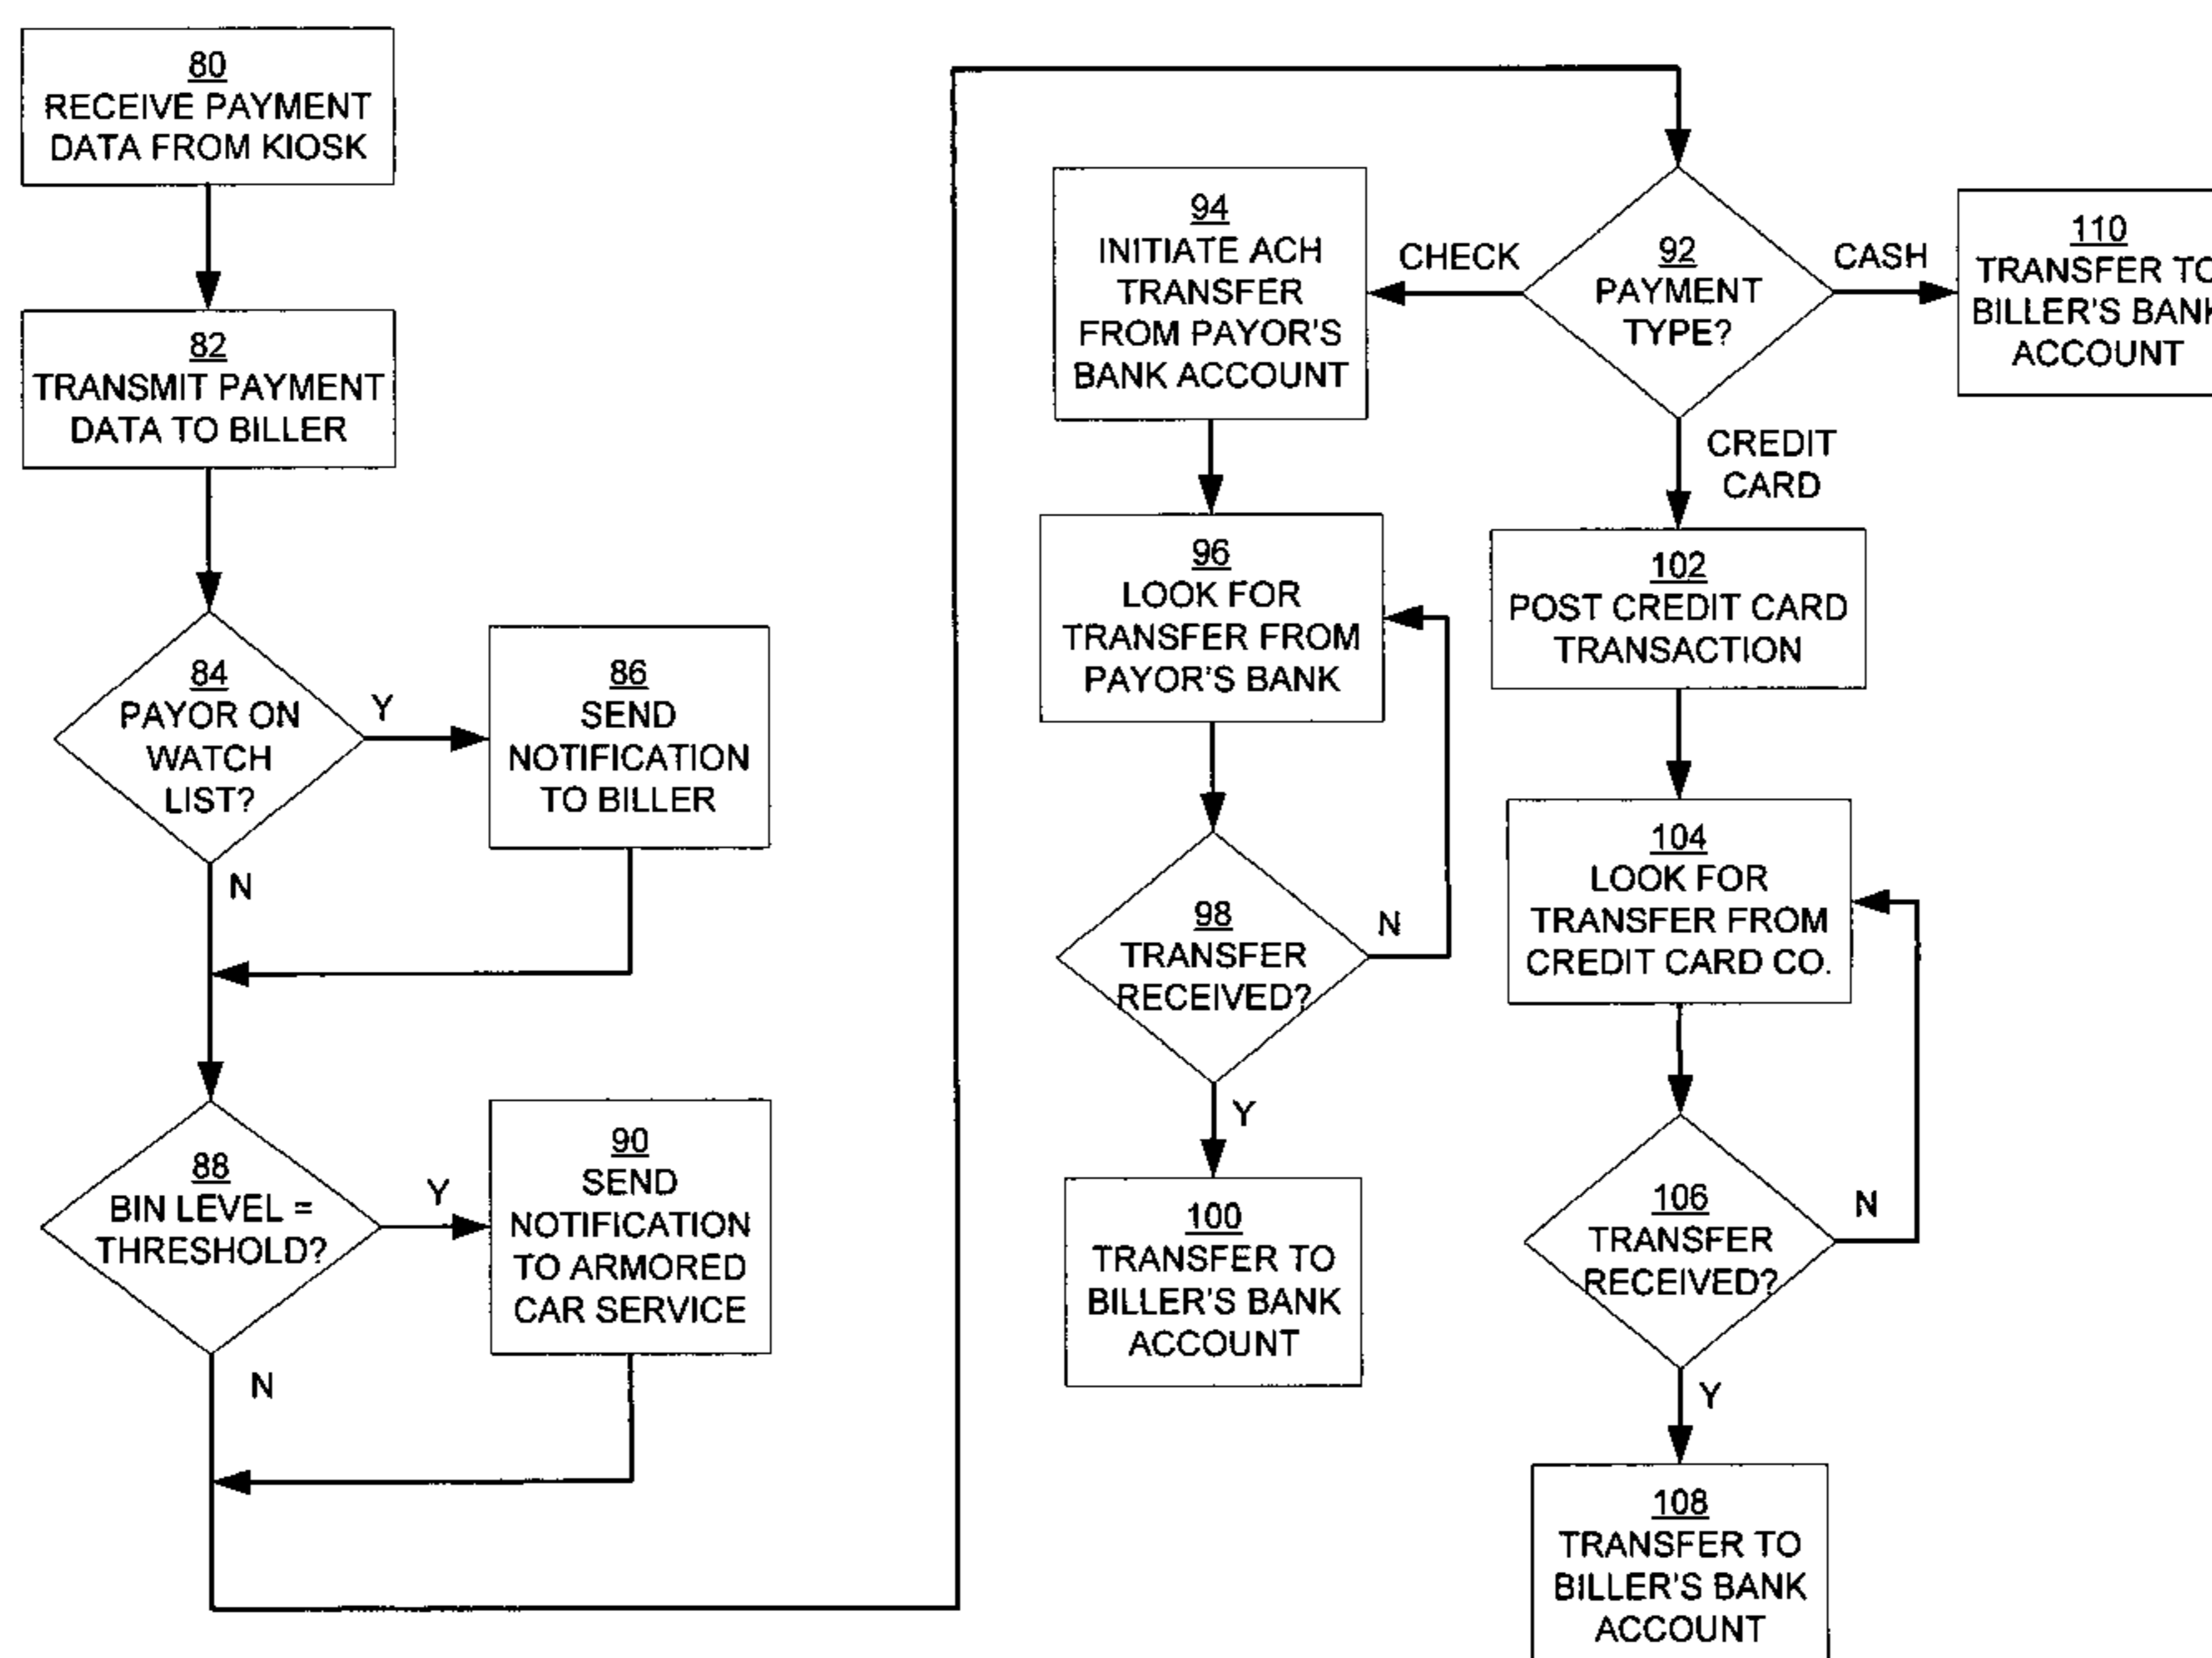 80
RECEIVE PAYMENT
DATA FROM KIOSK
82
TRANSMIT PAYMENT
DATA TO BILLER
84
PAYOR ON
WATCH
LIST?
Y
N
86
SEND
NOTIFICATION
TO BILLER
88
BIN LEVEL =
THRESHOLD?
Y
N
90
SEND
NOTIFICATION
TO ARMORED
CAR SERVICE
92
PAYMENT
TYPE?
CHECK
CASH
CREDIT
CARD
94
INITIATE ACH
TRANSFER
FROM PAYOR'S
BANK ACCOUNT
96
LOOK FOR
TRANSFER FROM
PAYOR'S BANK
98
TRANSFER
RECEIVED?
N
Y
100
TRANSFER TO
BILLER'S BANK
ACCOUNT
102
POST CREDIT CARD
TRANSACTION
104
LOOK FOR
TRANSFER FROM
CREDIT CARD CO.
106
TRANSFER
RECEIVED?
N
Y
108
TRANSFER TO
BILLER'S BANK
ACCOUNT
110
TRANSFER TO
BILLER'S BANK
ACCOUNT